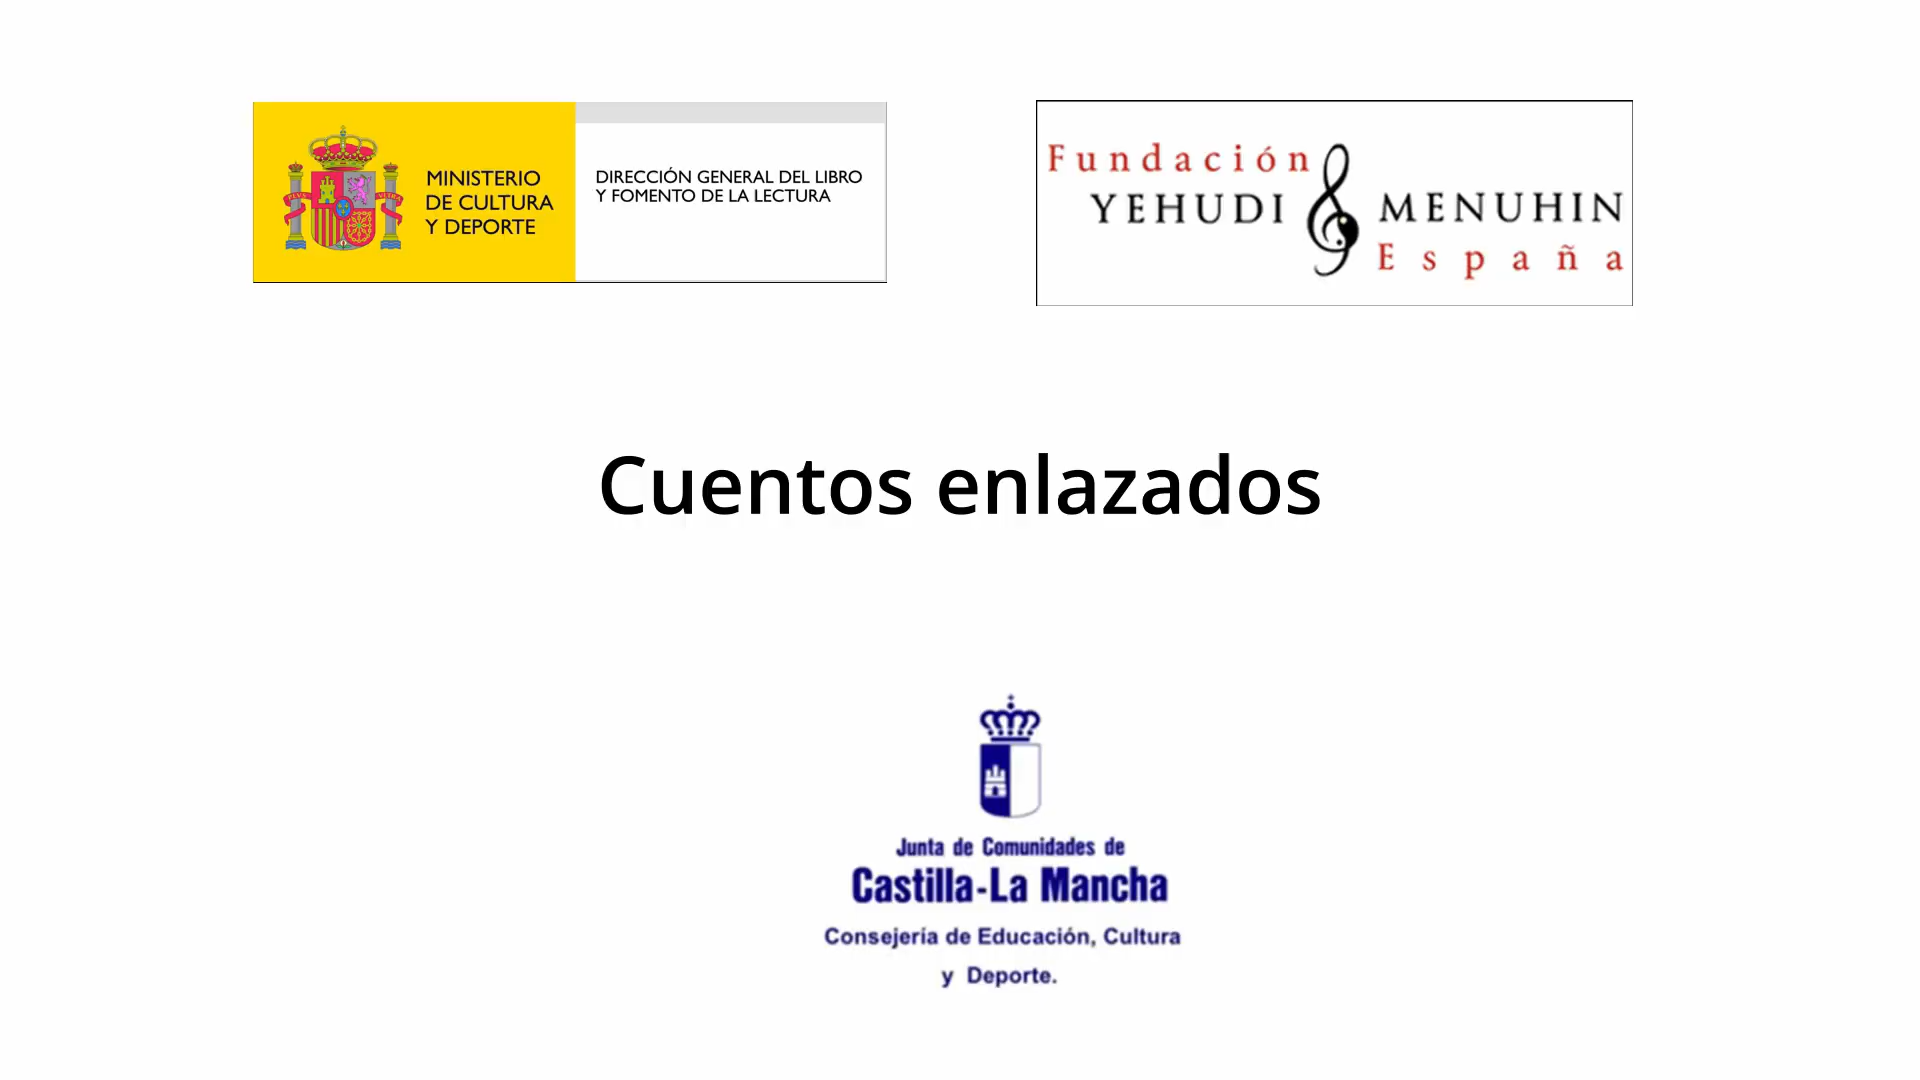 MINISTERIO
DE CULTURA
Y DEPORTE
DIRECCIÓN GENERAL DEL LIBRO
Y FOMENTO DE LA LECTURA
Fundación
YEHUDI MENUHIN
España
Cuentos enlazados
Junta de Comunidades de
Castilla-La Mancha
Consejería de Educación, Cultura
y Deporte.